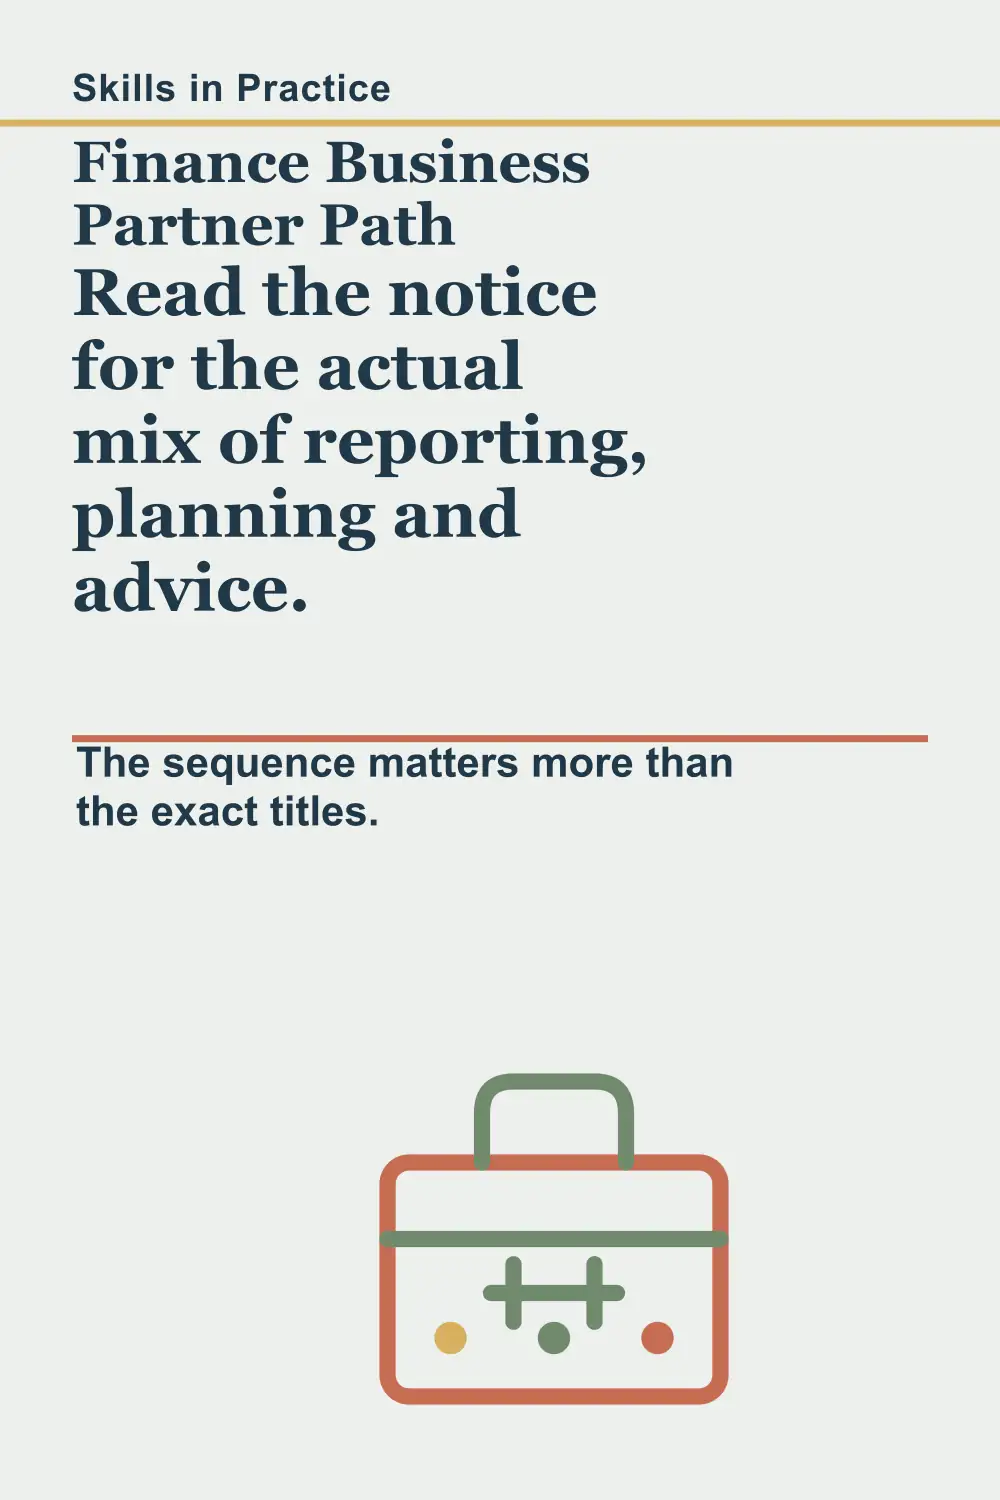 Skills in Practice
Finance Business
Partner Path
Read the notice
for the actual
mix of reporting,
planning and
advice.
The sequence matters more than
the exact titles.